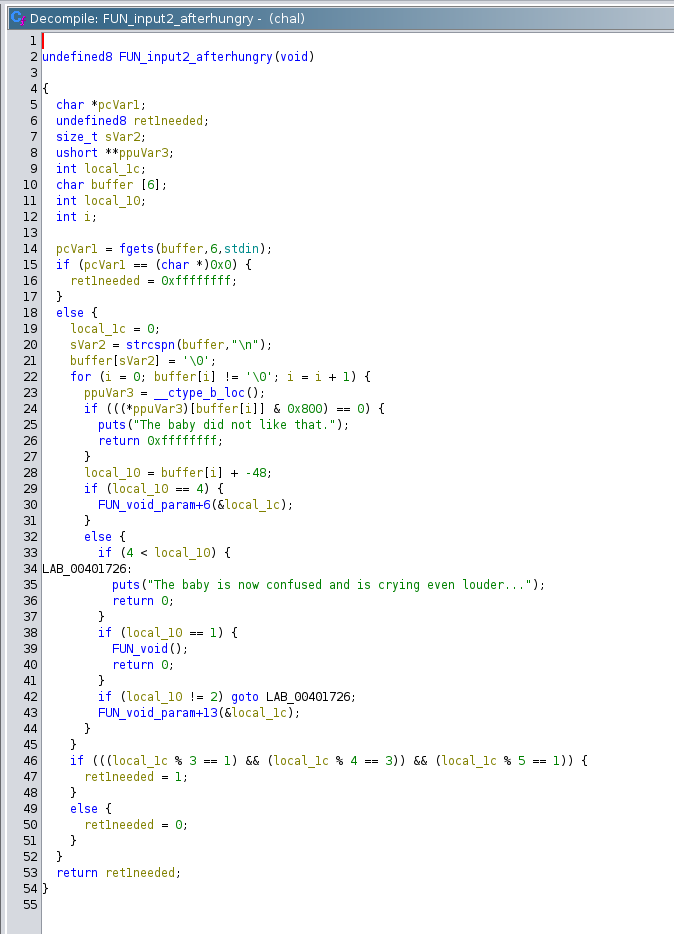 Decompile: FUN_input2_afterhungry - (chal)
1
2 undefined8 FUN_input2_afterhungry(void)
3
4 {
5   char *pcVar1;
6   undefined8 ret1needed;
7   size_t sVar2;
8   ushort **ppuVar3;
9   int local_1c;
10   char buffer [6];
11   int local_10;
12   int i;
13
14   pcVar1 = fgets(buffer,6,stdin);
15   if (pcVar1 == (char *)0x0) {
16     ret1needed = 0xffffffff;
17   }
18   else {
19     local_1c = 0;
20     sVar2 = strcspn(buffer,"\n");
21     buffer[sVar2] = '\0';
22     for (i = 0; buffer[i] != '\0'; i = i + 1) {
23       ppuVar3 = __ctype_b_loc();
24       if (((*ppuVar3)[buffer[i]] & 0x800) == 0) {
25         puts("The baby did not like that.");
26         return 0xffffffff;
27       }
28       local_10 = buffer[i] + -48;
29       if (local_10 == 4) {
30         FUN_void_param+6(&local_1c);
31       }
32       else {
33         if (4 < local_10) {
34 LAB_00401726:
35           puts("The baby is now confused and is crying even louder...");
36           return 0;
37         }
38         if (local_10 == 1) {
39           FUN_void();
40           return 0;
41         }
42         if (local_10 != 2) goto LAB_00401726;
43         FUN_void_param+13(&local_1c);
44       }
45     }
46     if (((local_1c % 3 == 1) && (local_1c % 4 == 3)) && (local_1c % 5 == 1)) {
47       ret1needed = 1;
48     }
49     else {
50       ret1needed = 0;
51     }
52   }
53   return ret1needed;
54 }
55